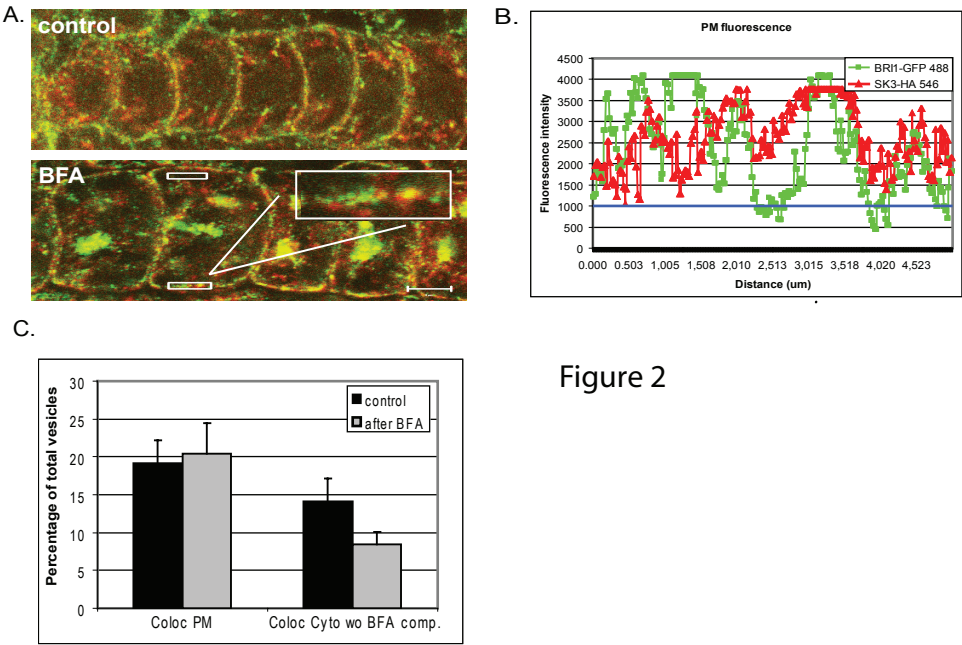 A.
control
BFA
B.
PM fluorescence
BRI1-GFP 488
SK3-HA 546
Fluorescence intensity
4500
4000
3500
3000
2500
2000
1500
1000
500
0
0.000 0.503 1,005 1,508 2,010 2,513 3,015 3,518 4,020 4,523
Distance (um)
C.
Percentage of total vesicles
30
25
20
15
10
5
0
control
after BFA
Coloc PM
Coloc Cyto wo BFA comp.
Figure 2